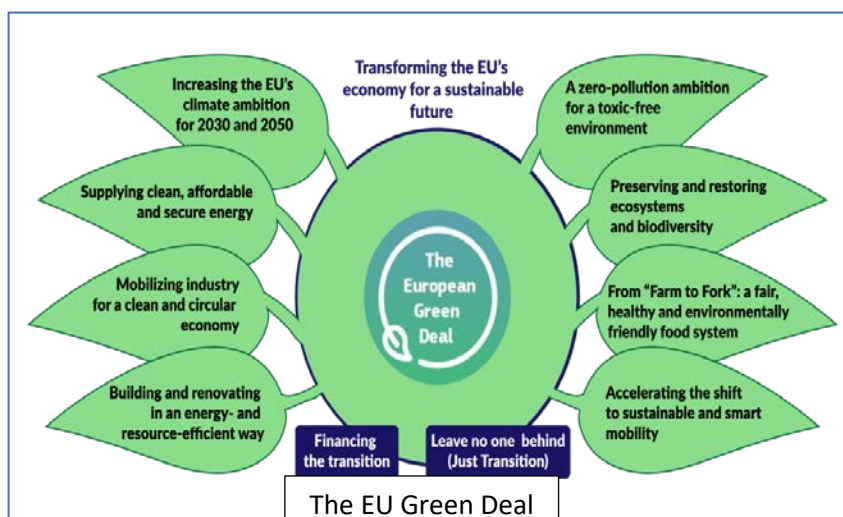 Transforming the EU's
economy for a sustainable
future
Increasing the EU's
climate ambition
for 2030 and 2050
Supplying clean, affordable
and secure energy
Mobilizing industry
for a clean and circular
economy
Building and renovating
in an energy- and
resource-efficient way
The
European
Green
Deal
A zero-pollution ambition
for a toxic-free
environment
Preserving and restoring
ecosystems
and biodiversity
From "Farm to Fork": a fair,
healthy and environmentally
friendly food system
Accelerating the shift
to sustainable and smart
mobility
Financing
the transition
Leave no one behind
(Just Transition)
The EU Green Deal